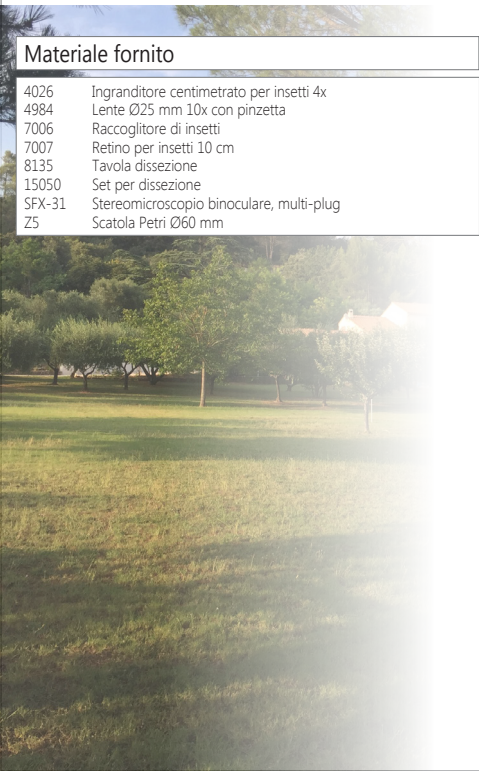 Materiale fornito
4026 Ingranditore centimetrato per insetti 4x
4984 Lente Ø25 mm 10x con pinzetta
7006 Raccoglitore di insetti
7007 Retino per insetti 10 cm
8135 Tavola dissezione
15050 Set per dissezione
SFX-31 Stereomicroscopio binoculare, multi-plug
Z5 Scatola Petri Ø60 mm